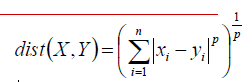 dist(X,Y)=(∑_{i=1}^{n}|x_i − y_i|^p)^{1/p}